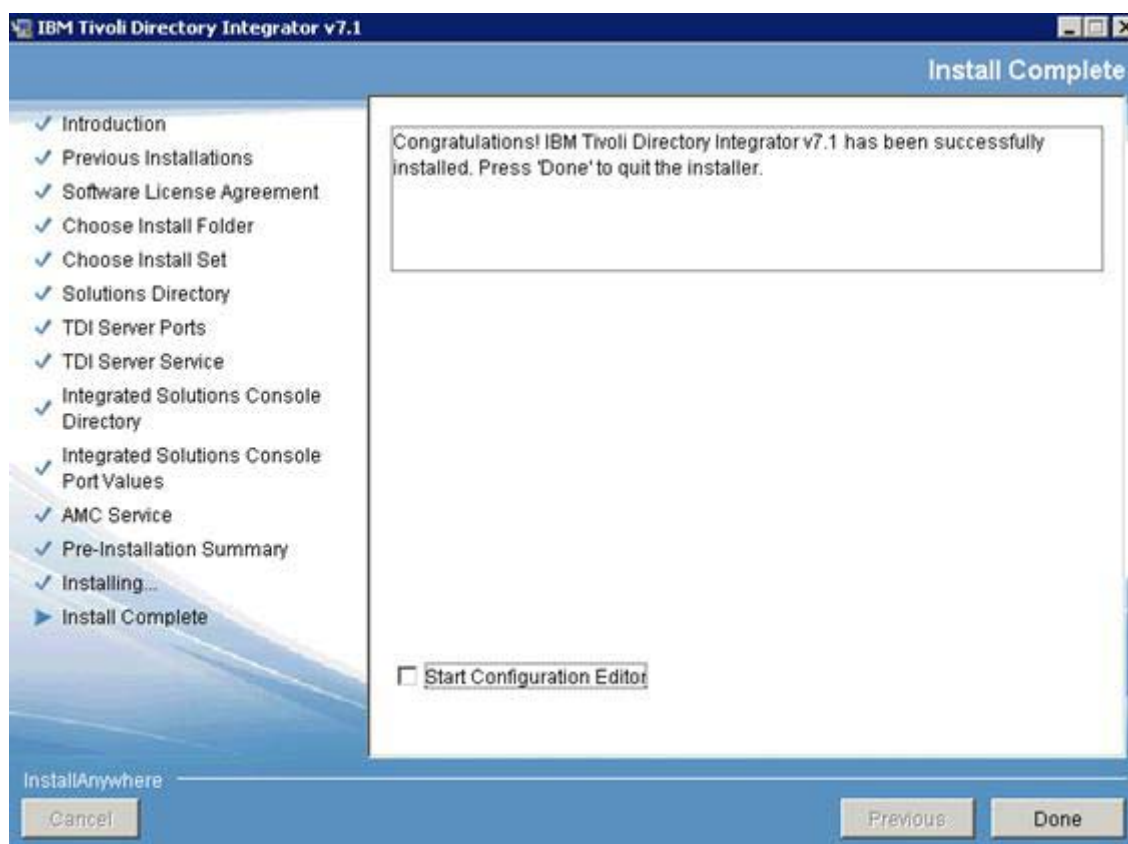 IBM Tivoli Directory Integrator v7.1
Install Complete
Introduction
Previous Installations
Software License Agreement
Choose Install Folder
Choose Install Set
Solutions Directory
TDI Server Ports
TDI Server Service
Integrated Solutions Console
Directory
Integrated Solutions Console
Port Values
AMC Service
Pre-Installation Summary
Installing...
Install Complete
Congratulations! IBM Tivoli Directory Integrator v7.1 has been successfully
installed. Press 'Done' to quit the installer.
Start Configuration Editor
InstallAnywhere
Cancel
Previous
Done